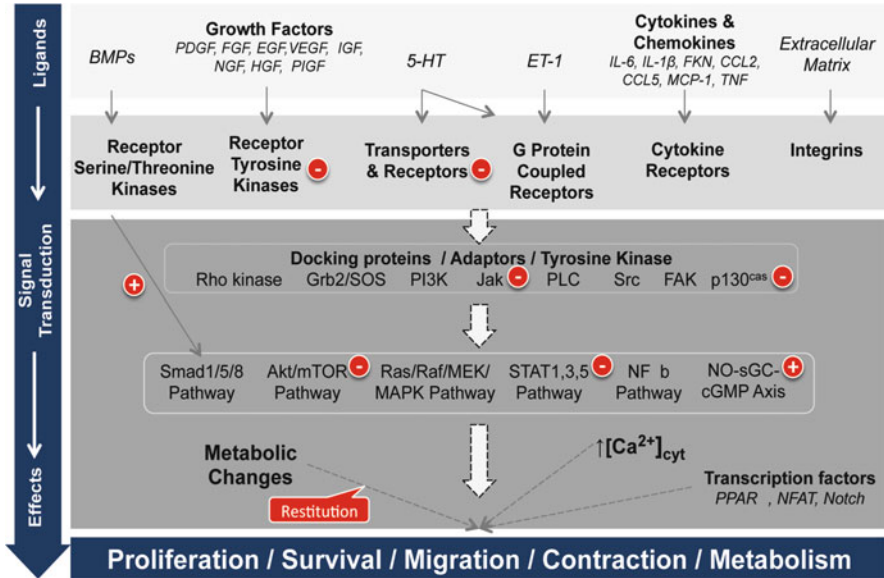 Ligands
Signal
Transduction
Effects
BMPs
Growth Factors
PDGF, FGF, EGF,VEGF, IGF,
NGF, HGF, PIGF
5-HT
ET-1
Cytokines &
Chemokines
IL-6, IL-1β, FKN, CCL2,
CCL5, MCP-1, TNF
Extracellular
Matrix
Receptor
Serine/Threonine
Kinases
Receptor
Tyrosine
Kinases
-
Transporters
& Receptors
-
G Protein
Coupled
Receptors
Cytokine
Receptors
Integrins
+
Docking proteins / Adaptors / Tyrosine Kinase
Rho kinase Grb2/SOS PI3K Jak - PLC Src FAK p130cas -
Smad1/5/8
Pathway
Akt/mTOR -
Pathway
Ras/Raf/MEK/
MAPK Pathway
STAT1,3,5 -
Pathway
NF b
Pathway
NO-sGC- +
cGMP Axis
Metabolic
Changes
Restitution
↑[Ca2+]cyt
Transcription factors
PPAR , NFAT, Notch
Proliferation / Survival / Migration / Contraction / Metabolism